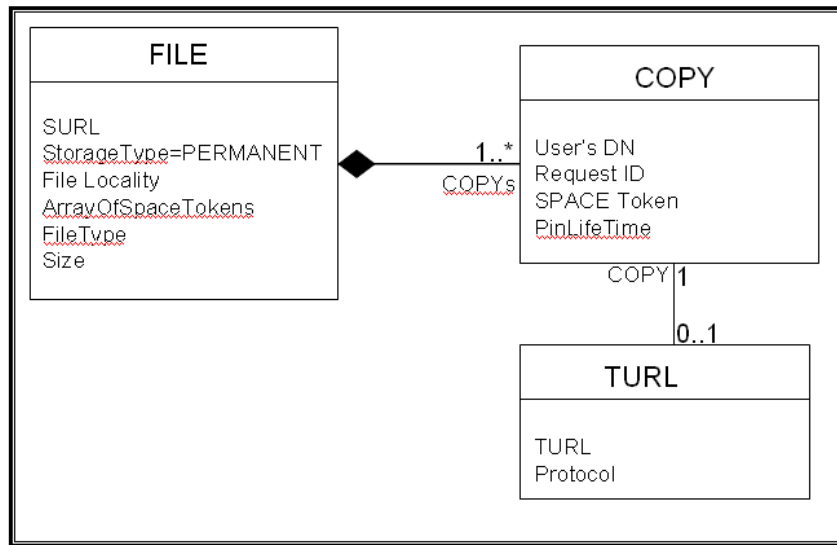 FILE
SURL
StorageType=PERMANENT
File Locality
ArrayOfSpaceTokens
FileType
Size
1..*
COPYs
COPY
User's DN
Request ID
SPACE Token
PinLifeTime
COPY 1
0..1
TURL
TURL
Protocol